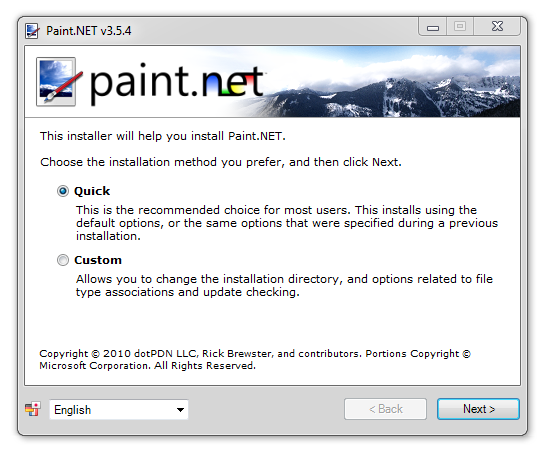 Paint.NET v3.5.4
paint.net
This installer will help you install Paint.NET.
Choose the installation method you prefer, and then click Next.
Quick
This is the recommended choice for most users. This installs using the
default options, or the same options that were specified during a previous
installation.
Custom
Allows you to change the installation directory, and options related to file
type associations and update checking.
Copyright © 2010 dotPDN LLC, Rick Brewster, and contributors. Portions Copyright ©
Microsoft Corporation. All Rights Reserved.
English
< Back
Next >